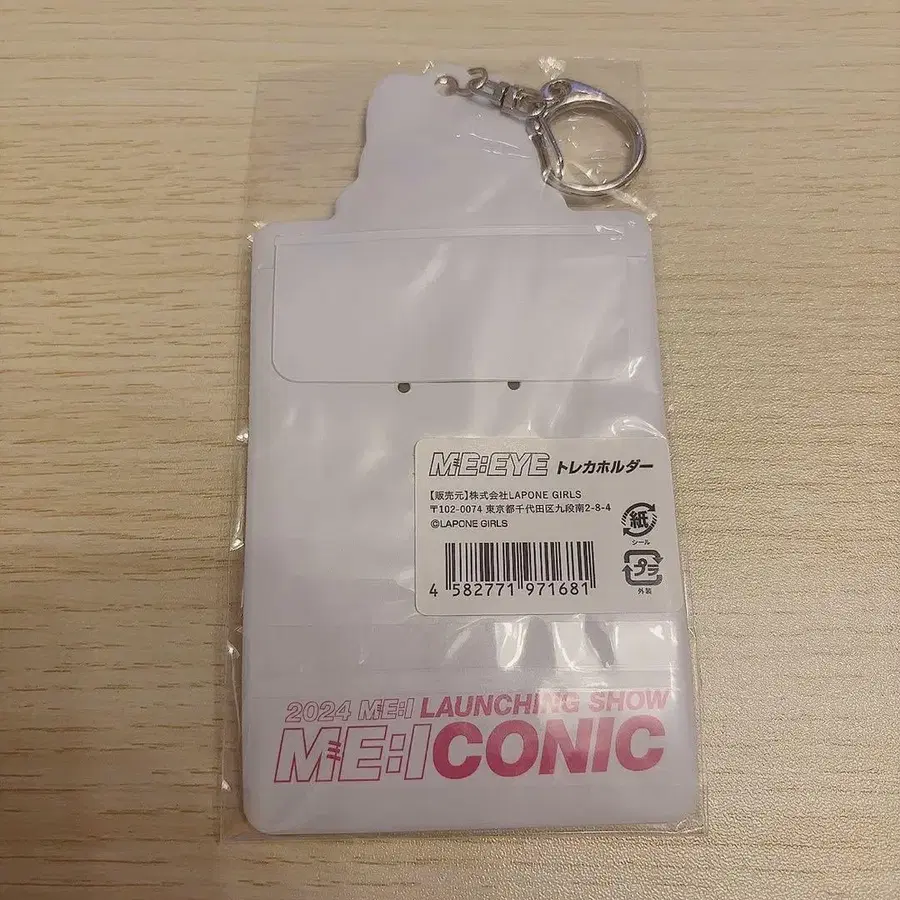 ME:EYE トレカホルダー
【販売元】株式会社LAPONE GIRLS
〒102-0074 東京都千代田区九段南2-8-4
©LAPONE GIRLS
紙
シール
プラ
外装
4 582771 971681
2024 ME:I LAUNCHING SHOW
ME:ICONIC